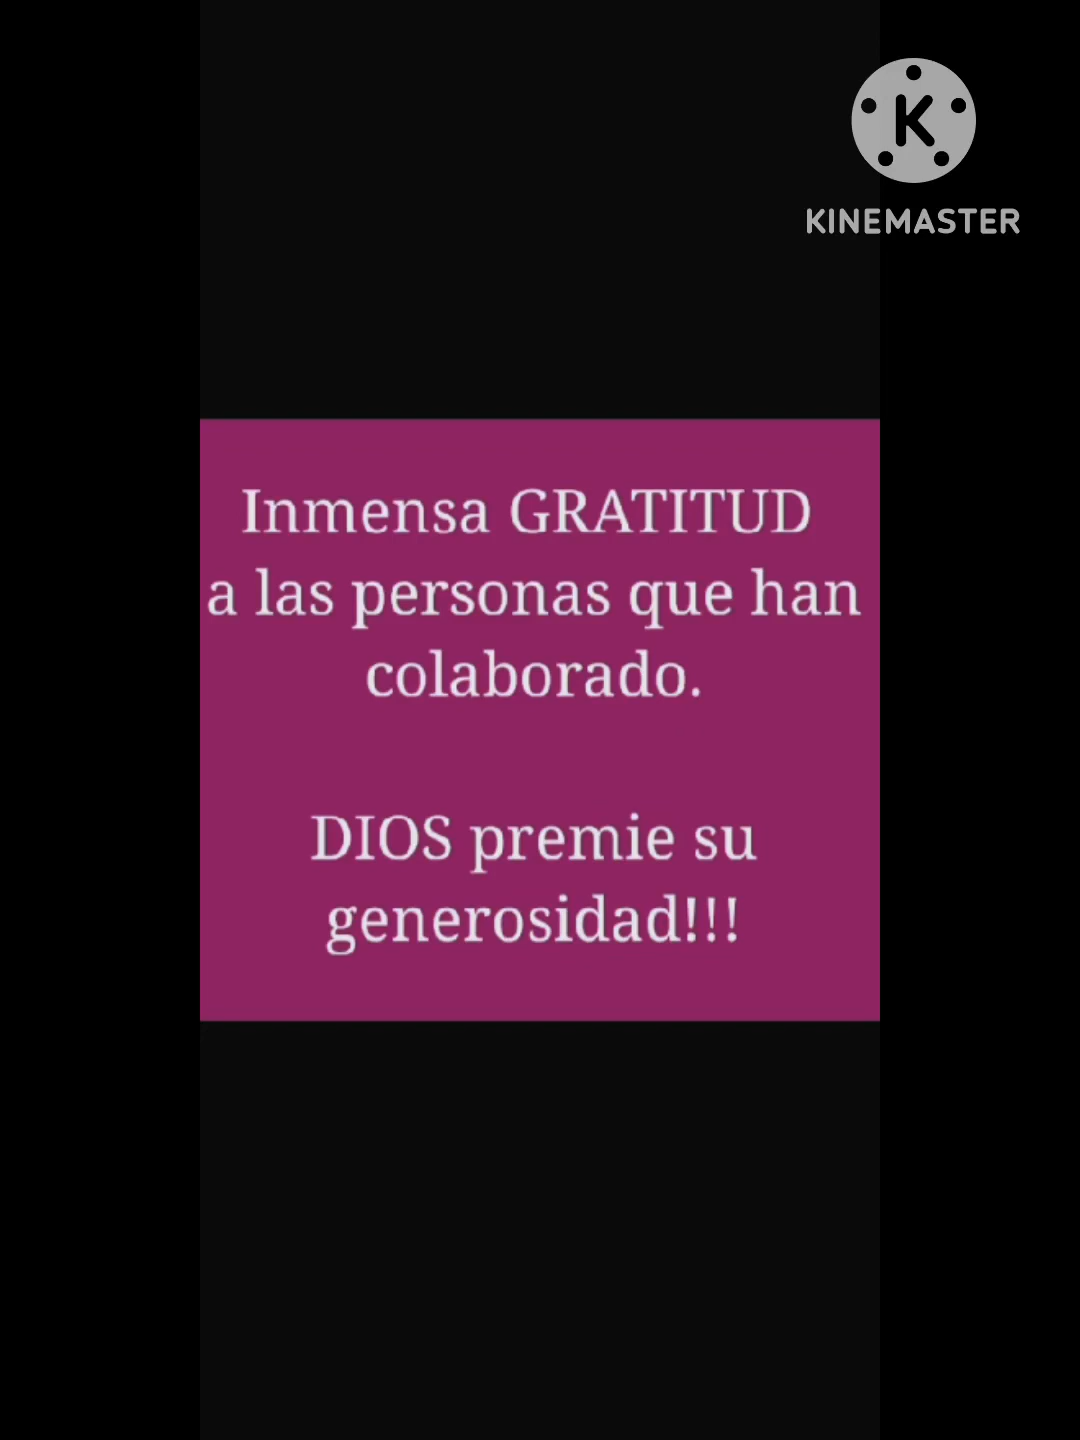 K
KINEMASTER
Inmensa GRATITUD
a las personas que han
colaborado.
DIOS premie su
generosidad!!!